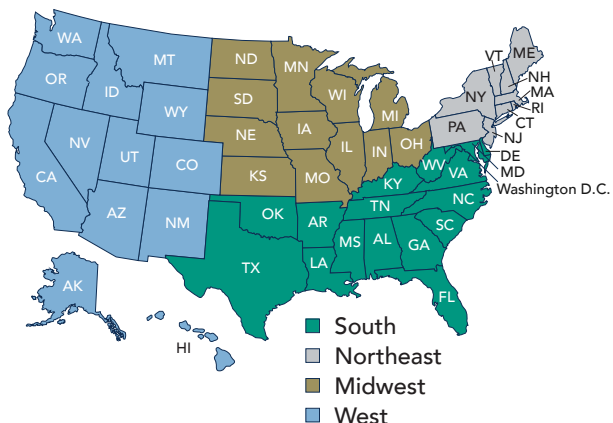 WA
MT
ND
MN
VT
ME
OR
ID
WY
SD
WI
MI
NY
NH
MA
RI
CT
NV
UT
CO
NE
IA
IL
IN
OH
PA
NJ
DE
MD
Washington D.C.
CA
KS
MO
KY
WV
VA
AZ
NM
OK
AR
TN
NC
SC
TX
LA
MS
AL
GA
FL
AK
HI
South
Northeast
Midwest
West